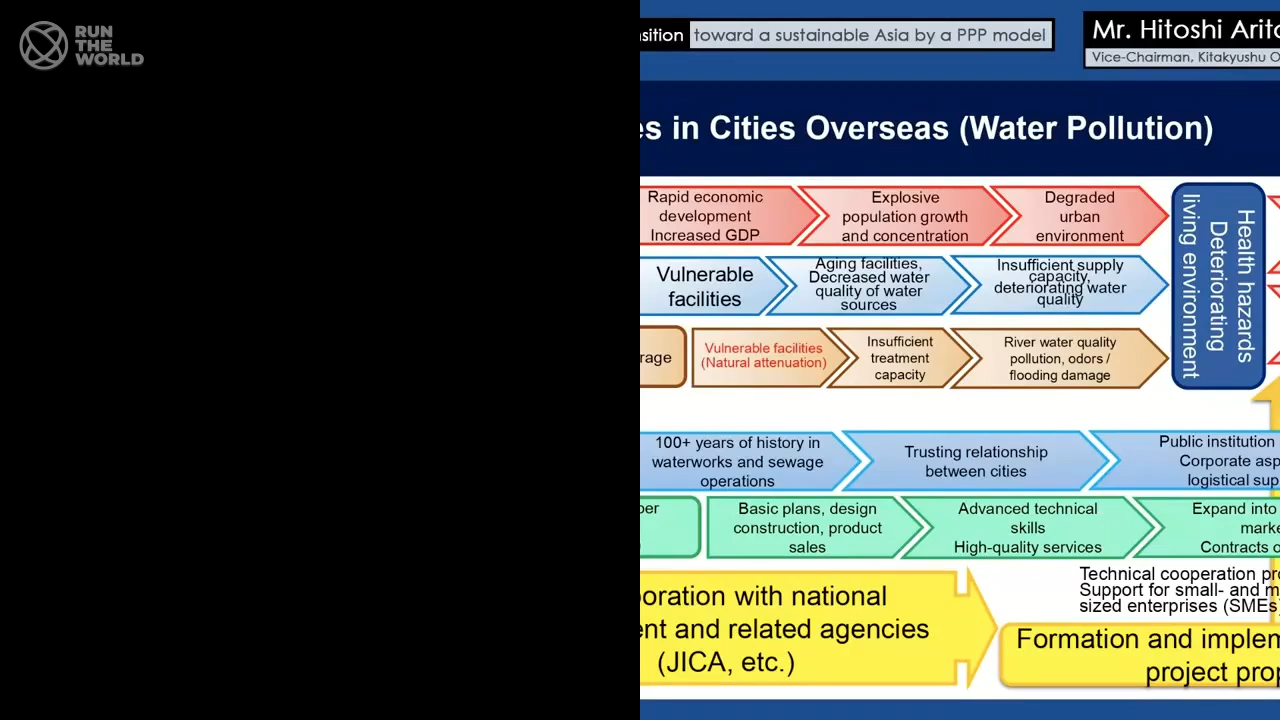 RUN
THE
WORLD
sition toward a sustainable Asia by a PPP model
Mr. Hitoshi Arito
Vice-Chairman, Kitakyushu O
es in Cities Overseas (Water Pollution)
Rapid economic
development
Increased GDP
Explosive
population growth
and concentration
Degraded
urban
environment
Health hazards
Deteriorating
living environment
Vulnerable
facilities
Aging facilities,
Decreased water
quality of water
sources
Insufficient supply
capacity,
deteriorating water
quality
rage
Vulnerable facilities
(Natural attenuation)
Insufficient
treatment
capacity
River water quality
pollution, odors /
flooding damage
100+ years of history in
waterworks and sewage
operations
Trusting relationship
between cities
Public institution
Corporate asp
logistical sup
ber
Basic plans, design
construction, product
sales
Advanced technical
skills
High-quality services
Expand into
marke
Contracts o
oration with national
ent and related agencies
(JICA, etc.)
Technical cooperation pro
Support for small- and m
sized enterprises (SMEs)
Formation and implem
project prop